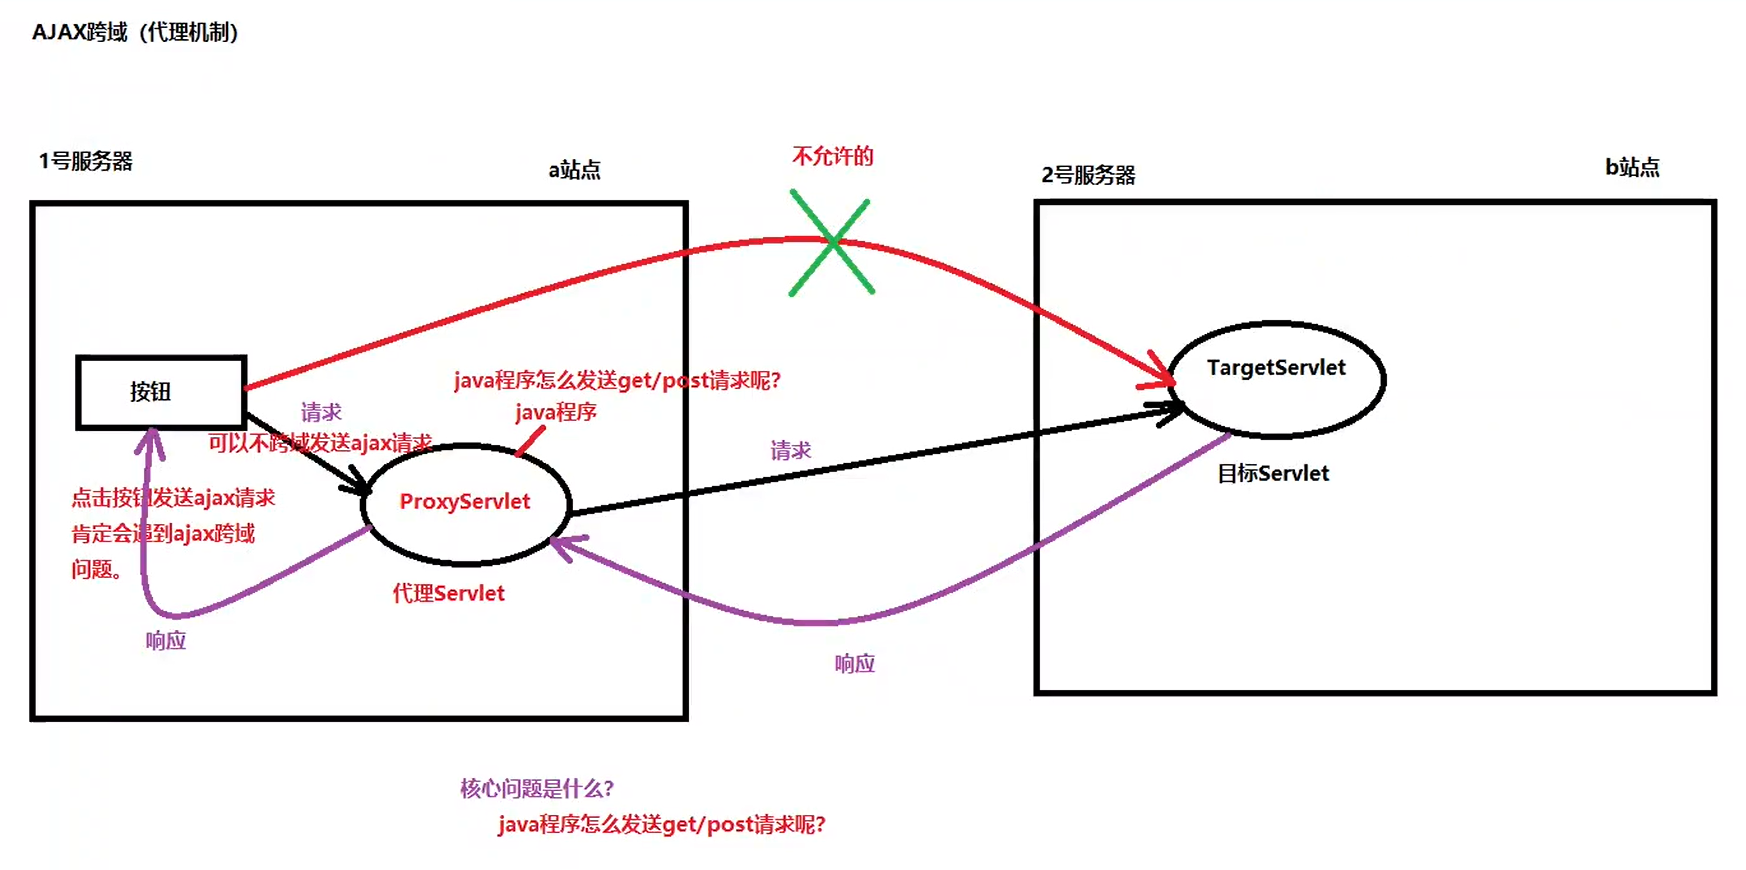 AJAX跨域（代理机制）
1号服务器
a站点
不允许的
2号服务器
b站点
按钮
请求
java程序怎么发送get/post请求呢？
java程序
可以不跨域发送ajax请求
TargetServlet
目标Servlet
请求
点击按钮发送ajax请求
肯定会遇到ajax跨域
问题。
ProxyServlet
代理Servlet
响应
响应
核心问题是什么？
java程序怎么发送get/post请求呢？